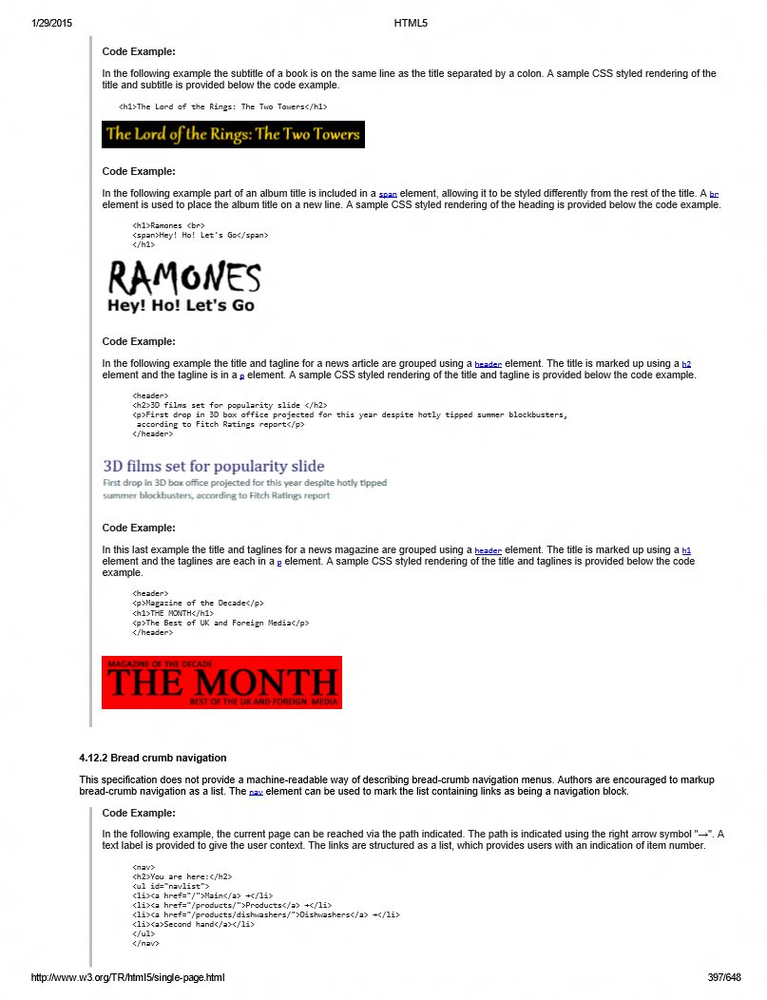 1/29/2015 HTML5
Code Example:
In the following example the subtitle of a book is on the same line as the title separated by a colon. A sample CSS styled rendering of the
title and subtitle is provided below the code example.
<h1>The Lord of the Rings: The Two Towers</h1>
The Lord of the Rings: The Two Towers
Code Example:
In the following example part of an album title is included in a span element, allowing it to be styled differently from the rest of the title. A br
element is used to place the album title on a new line. A sample CSS styled rendering of the heading is provided below the code example.
<h1>Ramones <br>
<span>Hey! Ho! Let's Go</span>
</h1>
RAMONES
Hey! Ho! Let's Go
Code Example:
In the following example the title and tagline for a news article are grouped using a header element. The title is marked up using a h2
element and the tagline is in a p element. A sample CSS styled rendering of the title and tagline is provided below the code example.
<header>
<h2>3D films set for popularity slide </h2>
<p>First drop in 3D box office projected for this year despite hotly tipped summer blockbusters,
according to Fitch Ratings report</p>
</header>
3D films set for popularity slide
First drop in 3D box office projected for this year despite hotly tipped
summer blockbusters, according to Fitch Ratings report
Code Example:
In this last example the title and taglines for a news magazine are grouped using a header element. The title is marked up using a h1
element and the taglines are each in a p element. A sample CSS styled rendering of the title and taglines is provided below the code
example.
<header>
<p>Magazine of the Decade</p>
<h1>THE MONTH</h1>
<p>The Best of UK and Foreign Media</p>
</header>
MAGAZINE OF THE DECADE
THE MONTH
BEST OF THE UK AND FOREIGN MEDIA
4.12.2 Bread crumb navigation
This specification does not provide a machine-readable way of describing bread-crumb navigation menus. Authors are encouraged to markup
bread-crumb navigation as a list. The nav element can be used to mark the list containing links as being a navigation block.
Code Example:
In the following example, the current page can be reached via the path indicated. The path is indicated using the right arrow symbol "→". A
text label is provided to give the user context. The links are structured as a list, which provides users with an indication of item number.
<nav>
<h2>You are here:</h2>
<ul id="navlist">
<li><a href="/">Main</a> →</li>
<li><a href="/products/">Products</a> →</li>
<li><a href="/products/dishwashers/">Dishwashers</a> →</li>
<li><a>Second hand</a></li>
</ul>
</nav>
http://www.w3.org/TR/html5/single-page.html 397/648